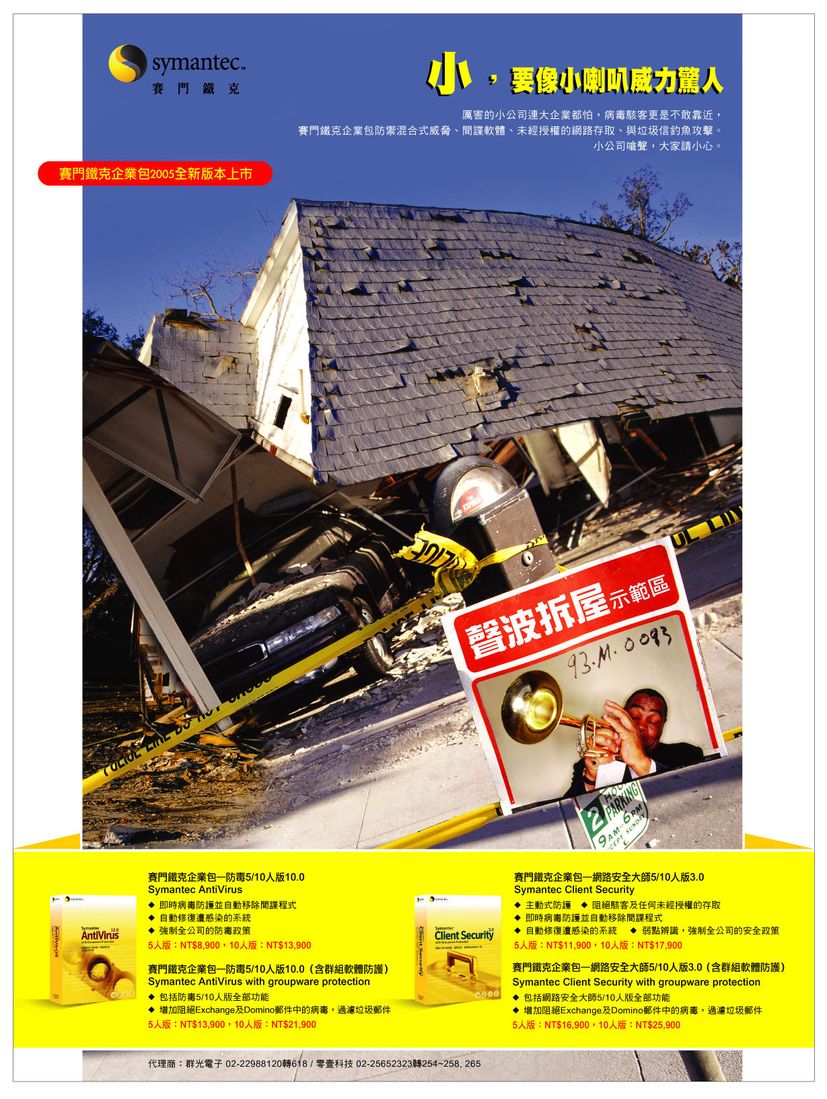 symantec™
賽門鐵克
小，要像小喇叭威力驚人
厲害的小公司連大企業都怕，病毒駭客更是不敢靠近，
賽門鐵克企業包防禦混合式威脅、間諜軟體、未經授權的網路存取、與垃圾信釣魚攻擊。
小公司嗆聲，大家請小心。
賽門鐵克企業包2005全新版本上市
POLICE LINE DO NOT CROSS
聲波拆屋示範區
93.M.0093
2 HOUR
PARKING
9AM 6PM
EXCEPT SUNDAY
賽門鐵克企業包—防毒5/10人版10.0
Symantec AntiVirus
◆ 即時病毒防護並自動移除間諜程式
◆ 自動修復遭感染的系統
◆ 強制全公司的防毒政策
5人版：NT$8,900，10人版：NT$13,900
賽門鐵克企業包—防毒5/10人版10.0（含群組軟體防護）
Symantec AntiVirus with groupware protection
◆ 包括防毒5/10人版全部功能
◆ 增加阻絕Exchange及Domino郵件中的病毒，過濾垃圾郵件
5人版：NT$13,900，10人版：NT$21,900
Symantec 10.0
AntiVirus
賽門鐵克企業包—網路安全大師5/10人版3.0
Symantec Client Security
◆ 主動式防護 ◆ 阻絕駭客及任何未經授權的存取
◆ 即時病毒防護並自動移除間諜程式
◆ 自動修復遭感染的系統 ◆ 弱點辨識，強制全公司的安全政策
5人版：NT$11,900，10人版：NT$17,900
賽門鐵克企業包—網路安全大師5/10人版3.0（含群組軟體防護）
Symantec Client Security with groupware protection
◆ 包括網路安全大師5/10人版全部功能
◆ 增加阻絕Exchange及Domino郵件中的病毒，過濾垃圾郵件
5人版：NT$16,900，10人版：NT$25,900
Symantec 3.0
Client Security
代理商：群光電子 02-22988120轉618 / 零壹科技 02-25652323轉254~258, 265